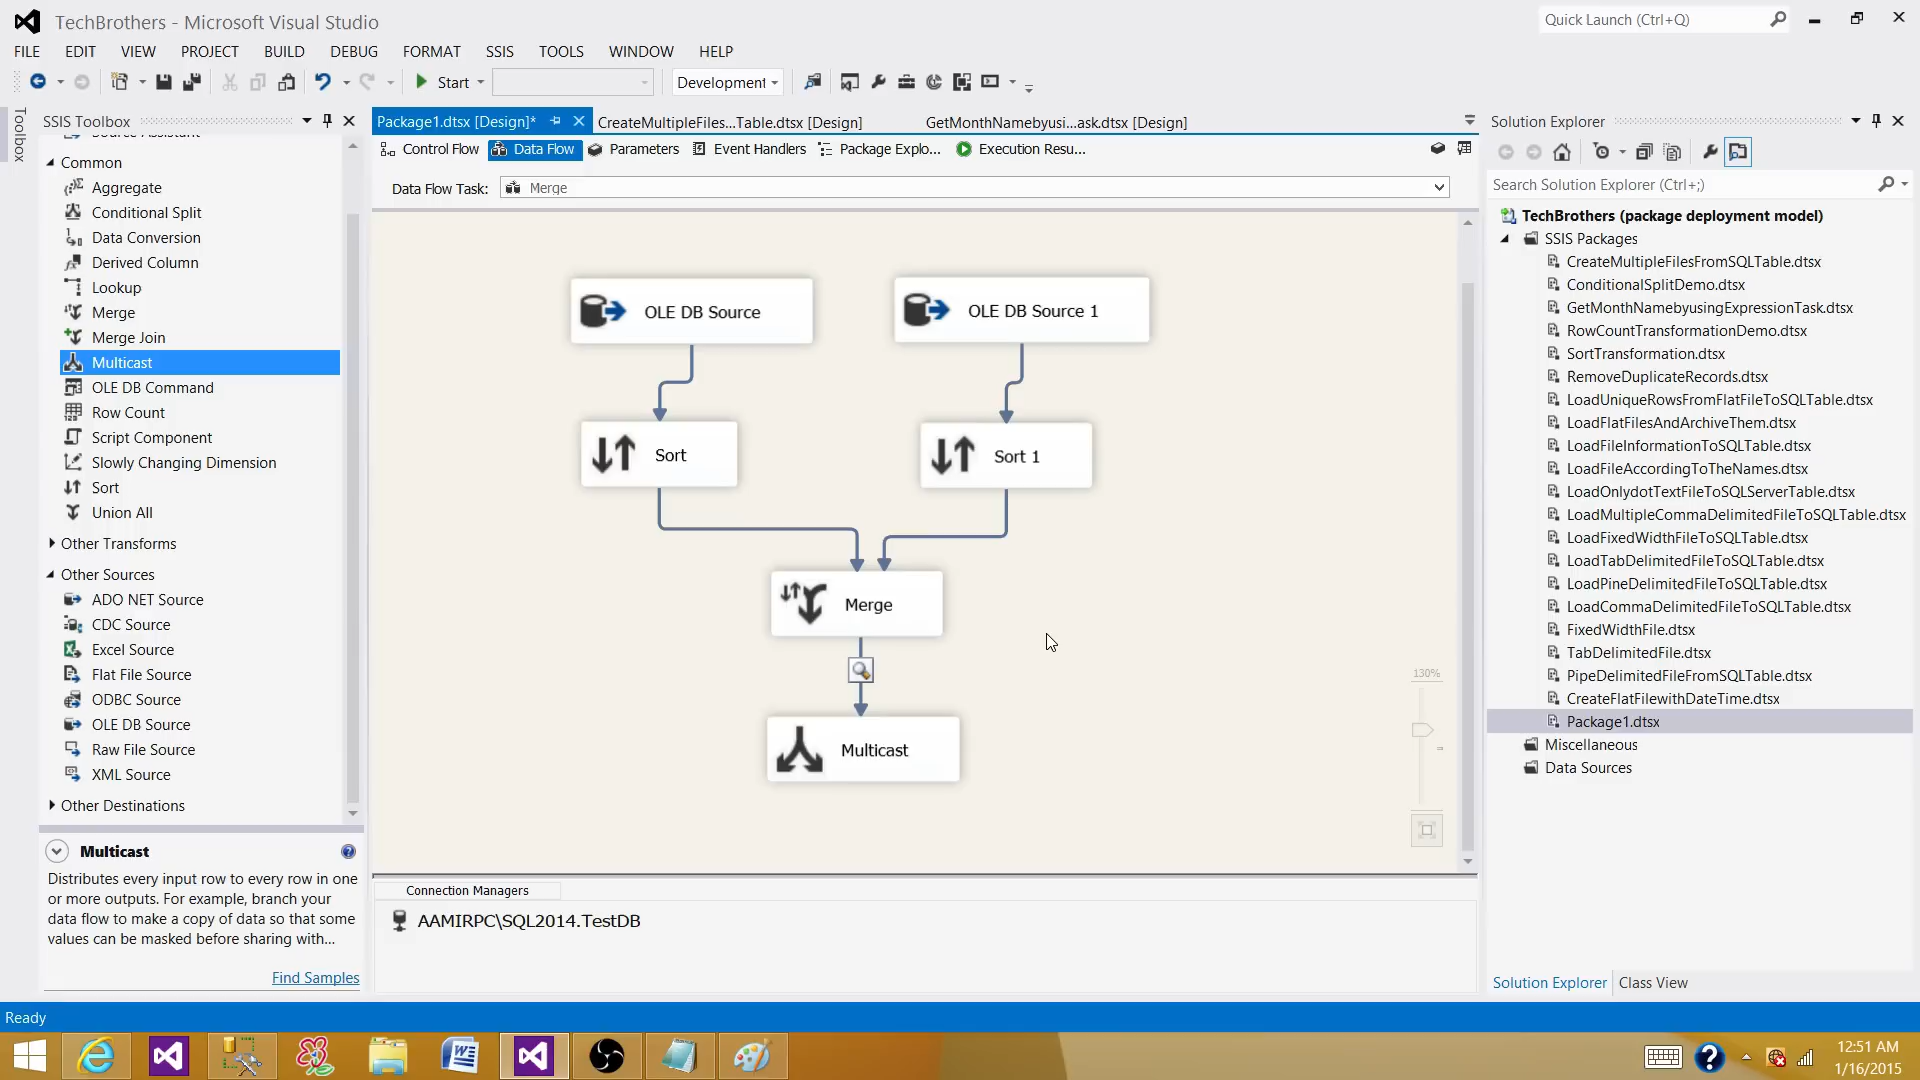 TechBrothers - Microsoft Visual Studio
Quick Launch (Ctrl+Q)
FILE EDIT VIEW PROJECT BUILD DEBUG FORMAT SSIS TOOLS WINDOW HELP
Start
Development
Toolbox
SSIS Toolbox
Source Assistant
Common
Aggregate
Conditional Split
Data Conversion
Derived Column
Lookup
Merge
Merge Join
Multicast
OLE DB Command
Row Count
Script Component
Slowly Changing Dimension
Sort
Union All
Other Transforms
Other Sources
ADO NET Source
CDC Source
Excel Source
Flat File Source
ODBC Source
OLE DB Source
Raw File Source
XML Source
Other Destinations
Multicast
Distributes every input row to every row in one
or more outputs. For example, branch your
data flow to make a copy of data so that some
values can be masked before sharing with...
Find Samples
Package1.dtsx [Design]*
CreateMultipleFiles...Table.dtsx [Design]
GetMonthNamebyusi...ask.dtsx [Design]
Control Flow
Data Flow
Parameters
Event Handlers
Package Explo...
Execution Resu...
Data Flow Task:
Merge
OLE DB Source
OLE DB Source 1
Sort
Sort 1
Merge
Multicast
130%
Connection Managers
AAMIRPC\SQL2014.TestDB
Solution Explorer
Search Solution Explorer (Ctrl+;)
TechBrothers (package deployment model)
SSIS Packages
CreateMultipleFilesFromSQLTable.dtsx
ConditionalSplitDemo.dtsx
GetMonthNamebyusingExpressionTask.dtsx
RowCountTransformationDemo.dtsx
SortTransformation.dtsx
RemoveDuplicateRecords.dtsx
LoadUniqueRowsFromFlatFileToSQLTable.dtsx
LoadFlatFilesAndArchiveThem.dtsx
LoadFileInformationToSQLTable.dtsx
LoadFileAccordingToTheNames.dtsx
LoadOnlydotTextFileToSQLServerTable.dtsx
LoadMultipleCommaDelimitedFileToSQLTable.dtsx
LoadFixedWidthFileToSQLTable.dtsx
LoadTabDelimitedFileToSQLTable.dtsx
LoadPineDelimitedFileToSQLTable.dtsx
LoadCommaDelimitedFileToSQLTable.dtsx
FixedWidthFile.dtsx
TabDelimitedFile.dtsx
PipeDelimitedFileFromSQLTable.dtsx
CreateFlatFilewithDateTime.dtsx
Package1.dtsx
Miscellaneous
Data Sources
Solution Explorer
Class View
Ready
12:51 AM
1/16/2015